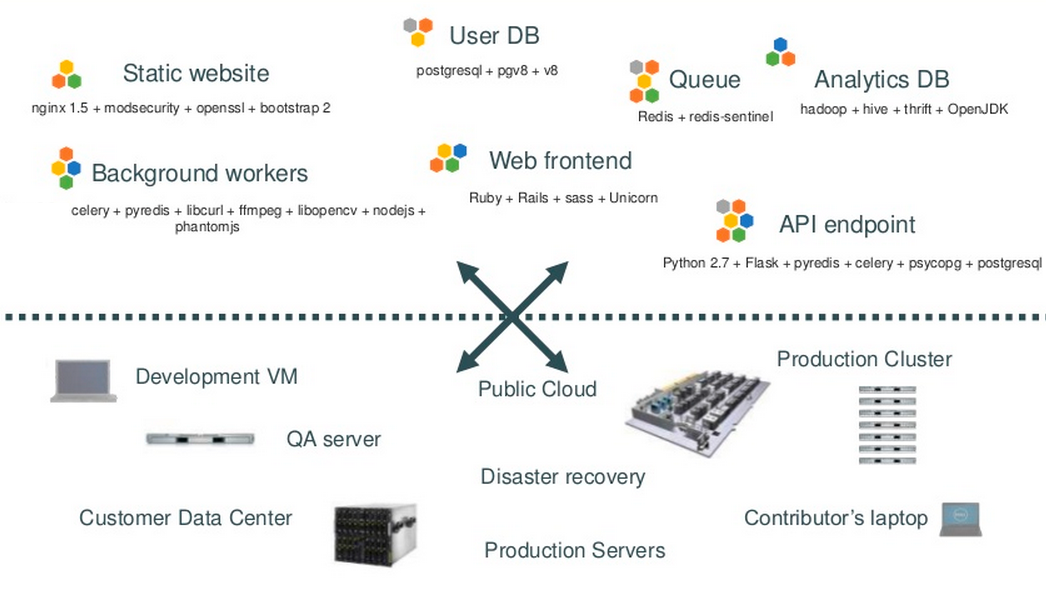 User DB
postgresql + pgv8 + v8
Static website
nginx 1.5 + modsecurity + openssl + bootstrap 2
Queue
Redis + redis-sentinel
Analytics DB
hadoop + hive + thrift + OpenJDK
Background workers
celery + pyredis + libcurl + ffmpeg + libopencv + nodejs +
phantomjs
Web frontend
Ruby + Rails + sass + Unicorn
API endpoint
Python 2.7 + Flask + pyredis + celery + psycopg + postgresql
Development VM
Public Cloud
Production Cluster
QA server
Disaster recovery
Customer Data Center
Contributor’s laptop
Production Servers